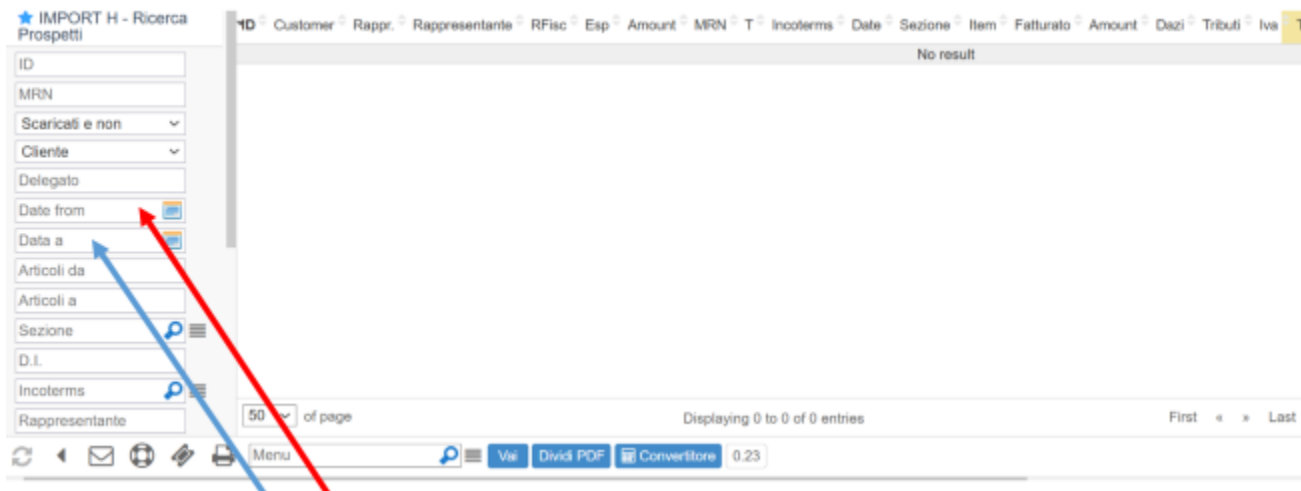 IMPORT H - Ricerca
Prospetti
ID Customer Rappr. Rappresentante RFisc Esp Amount MRN T Incoterms Date Sezione Item Fatturato Amount Dazi Tributi Iva T
No result
ID
MRN
Scaricati e non
Cliente
Delegato
Date from
Data a
Articoli da
Articoli a
Sezione
D.I.
Incoterms
Rappresentante
50 of page Displaying 0 to 0 of 0 entries First « » Last
Menu Vai Dividi PDF Convertitore 0.23